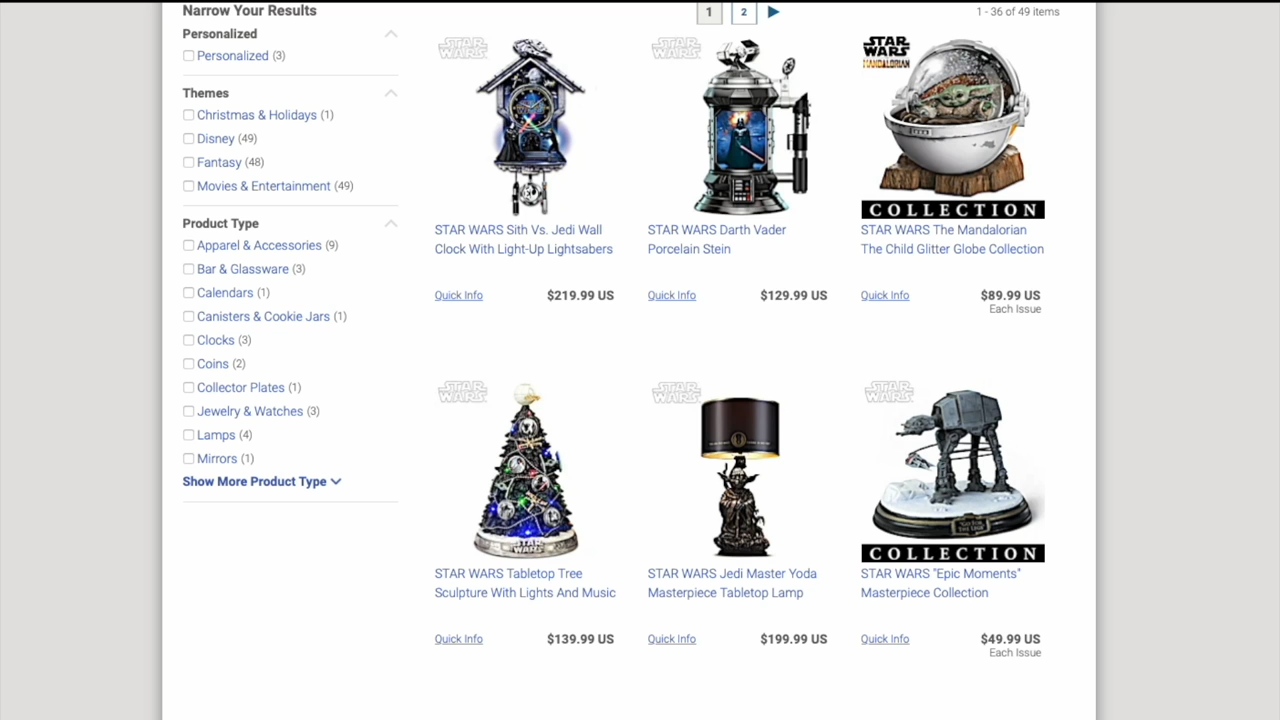 Narrow Your Results
Personalized
Personalized (3)
Themes
Christmas & Holidays (1)
Disney (49)
Fantasy (48)
Movies & Entertainment (49)
Product Type
Apparel & Accessories (9)
Bar & Glassware (3)
Calendars (1)
Canisters & Cookie Jars (1)
Clocks (3)
Coins (2)
Collector Plates (1)
Jewelry & Watches (3)
Lamps (4)
Mirrors (1)
Show More Product Type
1 2
1 - 36 of 49 items
STAR WARS
STAR WARS Sith Vs. Jedi Wall
Clock With Light-Up Lightsabers
Quick Info $219.99 US
STAR WARS
STAR WARS Darth Vader
Porcelain Stein
Quick Info $129.99 US
STAR WARS
MANDALORIAN
COLLECTION
STAR WARS The Mandalorian
The Child Glitter Globe Collection
Quick Info $89.99 US
Each Issue
STAR WARS
STAR WARS
STAR WARS Tabletop Tree
Sculpture With Lights And Music
Quick Info $139.99 US
STAR WARS
STAR WARS Jedi Master Yoda
Masterpiece Tabletop Lamp
Quick Info $199.99 US
STAR WARS
"GO FOR
THE LEGS"
COLLECTION
STAR WARS "Epic Moments"
Masterpiece Collection
Quick Info $49.99 US
Each Issue